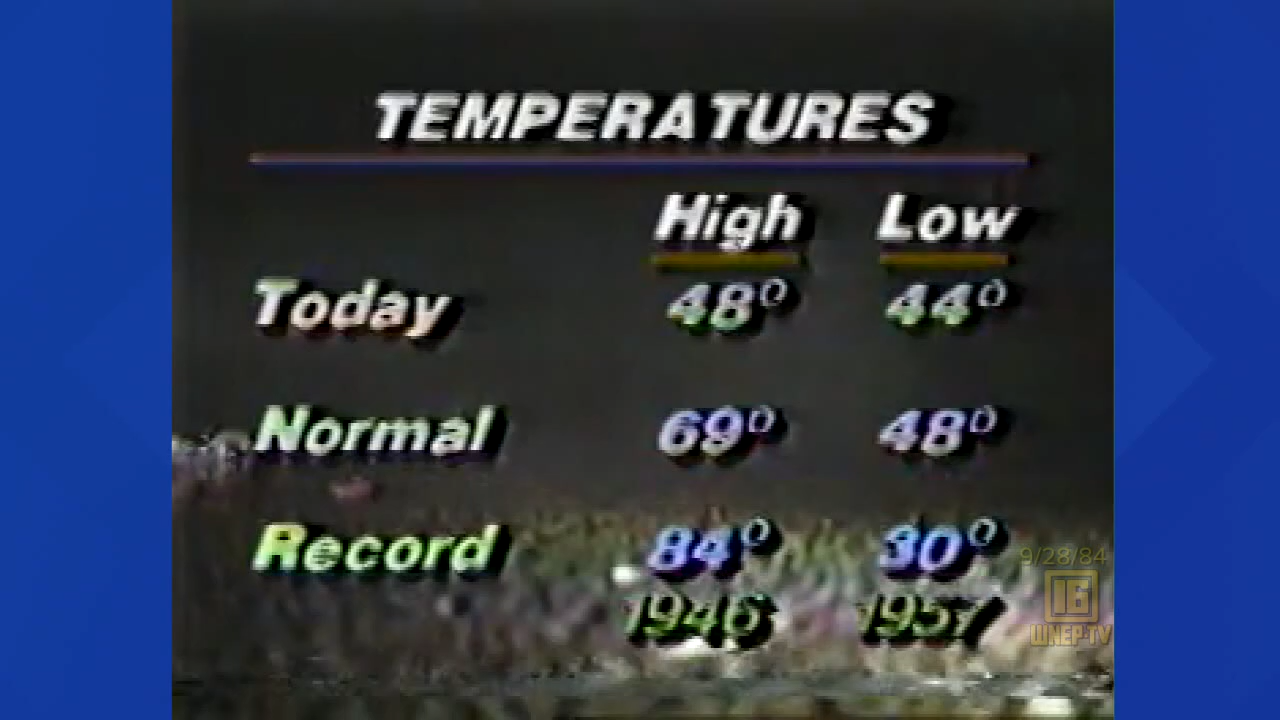 TEMPERATURES
High Low
Today 48° 44°
Normal 69° 48°
Record 84° 30°
1946 1957
9/28/84
16
WNEP-TV